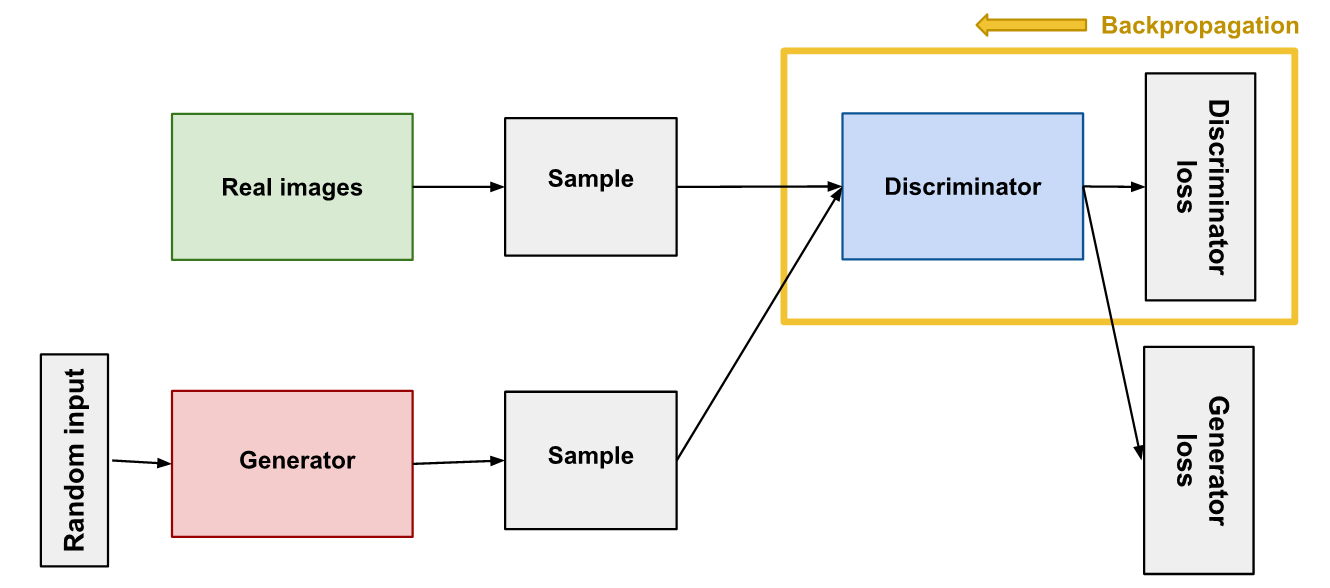 Backpropagation
Real images
Sample
Discriminator
Discriminator
loss
Random input
Generator
Sample
Generator
loss